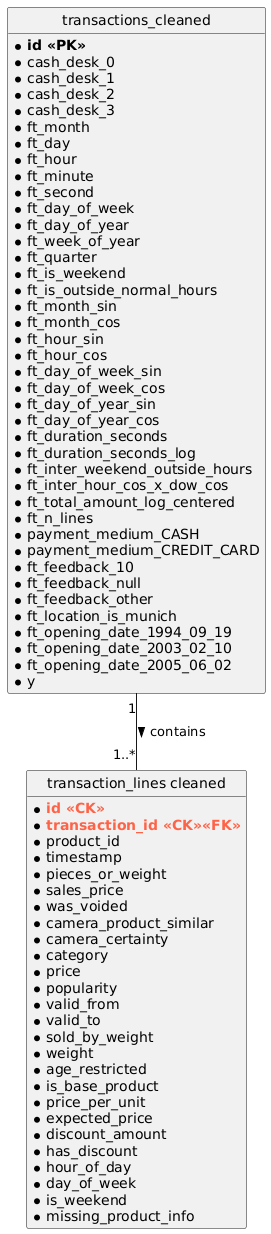 transactions_cleaned
id «PK»
cash_desk_0
cash_desk_1
cash_desk_2
cash_desk_3
ft_month
ft_day
ft_hour
ft_minute
ft_second
ft_day_of_week
ft_day_of_year
ft_week_of_year
ft_quarter
ft_is_weekend
ft_is_outside_normal_hours
ft_month_sin
ft_month_cos
ft_hour_sin
ft_hour_cos
ft_day_of_week_sin
ft_day_of_week_cos
ft_day_of_year_sin
ft_day_of_year_cos
ft_duration_seconds
ft_duration_seconds_log
ft_inter_weekend_outside_hours
ft_inter_hour_cos_x_dow_cos
ft_total_amount_log_centered
ft_n_lines
payment_medium_CASH
payment_medium_CREDIT_CARD
ft_feedback_10
ft_feedback_null
ft_feedback_other
ft_location_is_munich
ft_opening_date_1994_09_19
ft_opening_date_2003_02_10
ft_opening_date_2005_06_02
y
1
contains
1..*
transaction_lines cleaned
id «CK»
transaction_id «CK»«FK»
product_id
timestamp
pieces_or_weight
sales_price
was_voided
camera_product_similar
camera_certainty
category
price
popularity
valid_from
valid_to
sold_by_weight
weight
age_restricted
is_base_product
price_per_unit
expected_price
discount_amount
has_discount
hour_of_day
day_of_week
is_weekend
missing_product_info